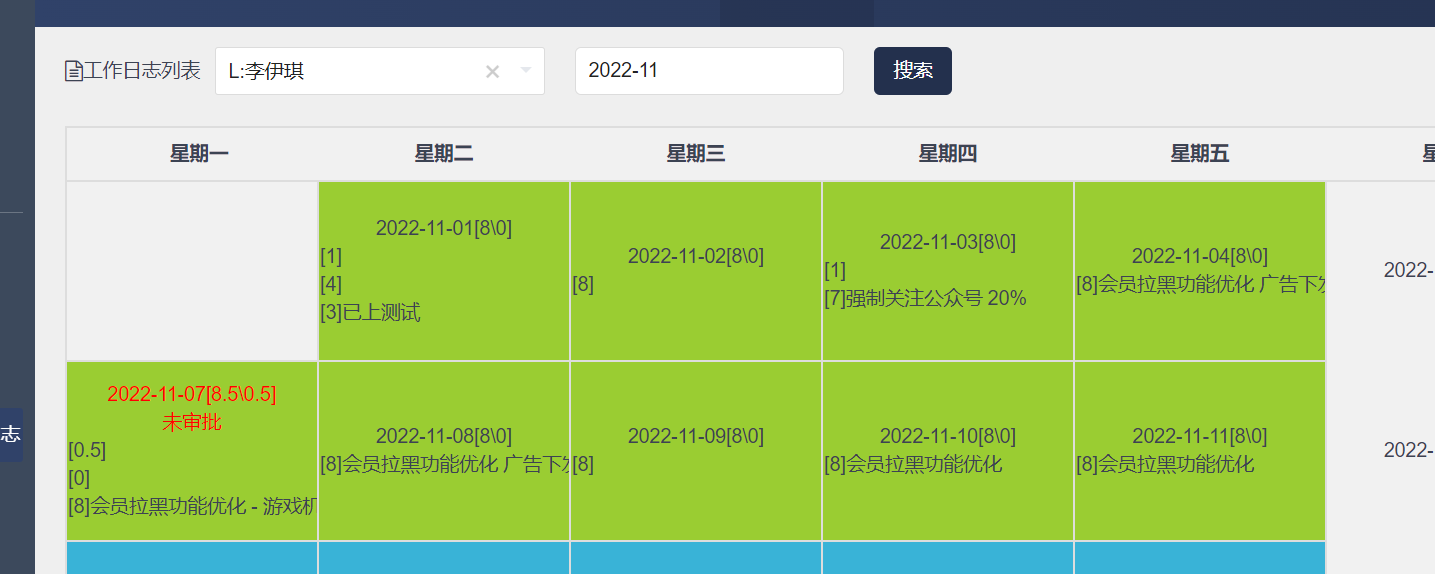 工作日志列表 L:李伊琪 2022-11 搜索
星期一 星期二 星期三 星期四 星期五
2022-11-01[8\0]
[1]
[4]
[3]已上测试
2022-11-02[8\0]
[8]
2022-11-03[8\0]
[1]
[7]强制关注公众号 20%
2022-11-04[8\0]
[8]会员拉黑功能优化 广告下发
2022-
2022-11-07[8.5\0.5]
未审批
[0.5]
[0]
[8]会员拉黑功能优化 - 游戏机
2022-11-08[8\0]
[8]会员拉黑功能优化 广告下发
2022-11-09[8\0]
[8]
2022-11-10[8\0]
[8]会员拉黑功能优化
2022-11-11[8\0]
[8]会员拉黑功能优化
2022-
志